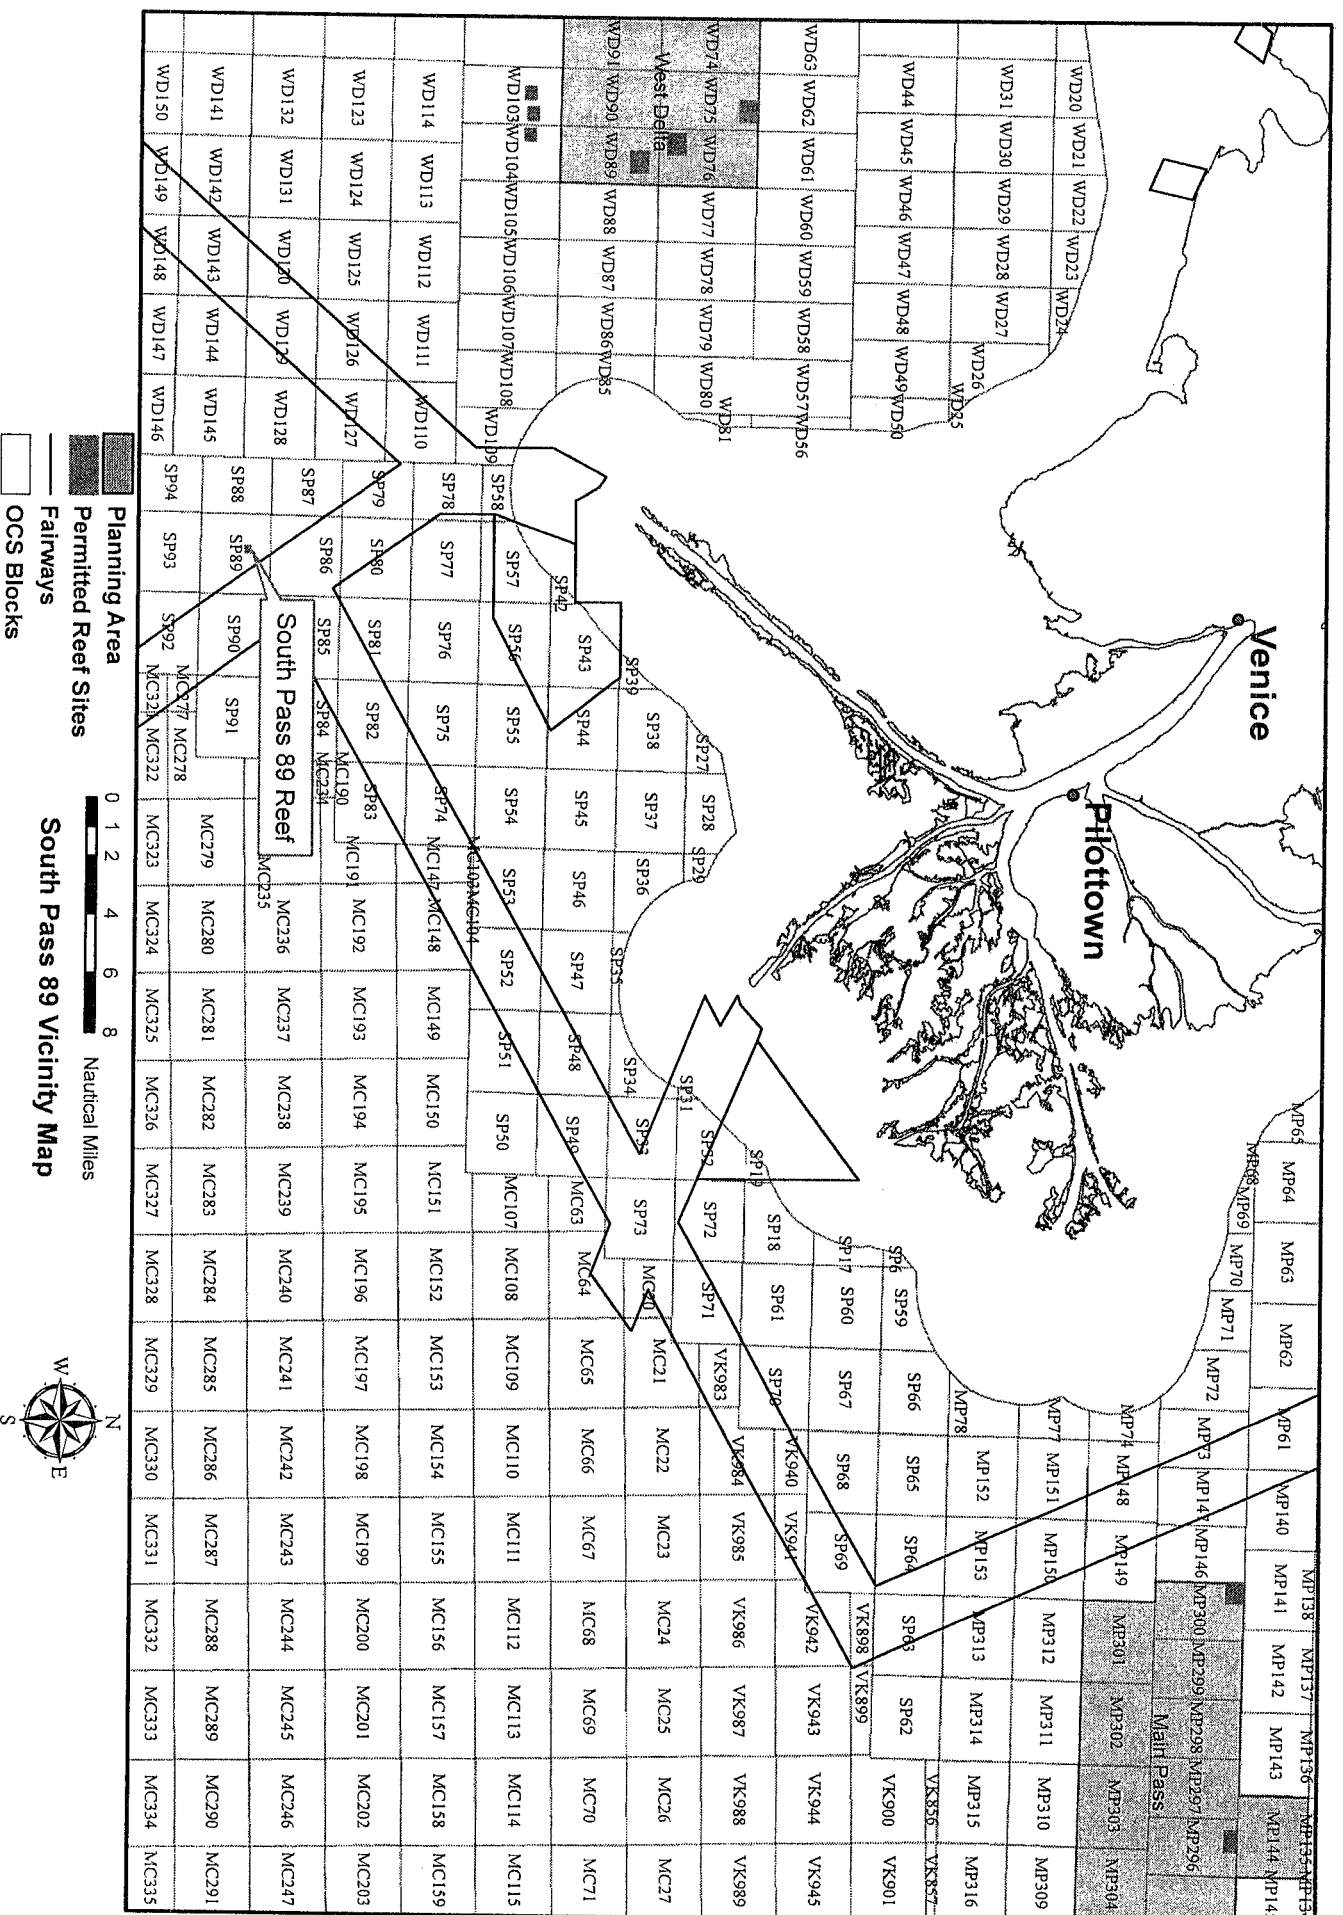 Venice
Pilottown
MP65 MP64 MP63 MP62 MP61 MP140 MP141 MP142 MP143 MP144
MP138 MP137 MP136 MP135
MP68 MP69 MP70 MP71 MP72 MP73 MP147 MP146 MP300 MP299 MP298 MP297 MP296
Main Pass
WD20 WD21 WD22 WD23 WD24
MP74 MP148 MP149 MP301 MP302 MP303 MP304
WD31 WD30 WD29 WD28 WD27 WD26 WD25
MP77 MP151 MP150 MP312 MP311 MP310 MP309
MP78 MP152 MP153 MP313 MP314 MP315 MP316
VK856 VK857
WD44 WD45 WD46 WD47 WD48 WD49 WD50
SP6 SP59 SP66 SP65 SP64 SP63 SP62 VK900 VK901
WD63 WD62 WD61 WD60 WD59 WD58 WD57 WD56
SP17 SP60 SP67 SP68 SP69 VK898 VK899
SP19 SP18 SP61 SP70 VK940 VK941 VK942 VK943 VK944 VK945
WD74 WD75 WD76 WD77 WD78 WD79 WD80 WD81
SP27 SP28 SP29 SP31 SP32 SP72 SP71 VK983 VK984 VK985 VK986 VK987 VK988 VK989
West Delta
SP39 SP38 SP37 SP36 SP35 SP34 SP33 SP73 MC20 MC21 MC22 MC23 MC24 MC25 MC26 MC27
WD91 WD90 WD89 WD88 WD87 WD86 WD85
SP42 SP43 SP44 SP45 SP46 SP47 SP48 SP49 MC63 MC64 MC65 MC66 MC67 MC68 MC69 MC70 MC71
WD103 WD104 WD105 WD106 WD107 WD108 WD109 SP58 SP57 SP56 SP55 SP54 SP53 SP52 SP51 SP50 MC107 MC108 MC109 MC110 MC111 MC112 MC113 MC114 MC115
MC103 MC104
WD114 WD113 WD112 WD111 WD110 SP78 SP77 SP76 SP75 SP74 MC147 MC148 MC149 MC150 MC151 MC152 MC153 MC154 MC155 MC156 MC157 MC158 MC159
WD123 WD124 WD125 WD126 WD127 SP79 SP80 SP81 SP82 SP83 MC190 MC191 MC192 MC193 MC194 MC195 MC196 MC197 MC198 MC199 MC200 MC201 MC202 MC203
WD132 WD131 WD130 WD129 WD128 SP87 SP86 SP85 SP84 MC234 MC235 MC236 MC237 MC238 MC239 MC240 MC241 MC242 MC243 MC244 MC245 MC246 MC247
South Pass 89 Reef
WD141 WD142 WD143 WD144 WD145 SP88 SP89 SP90 SP91 MC277 MC278 MC279 MC280 MC281 MC282 MC283 MC284 MC285 MC286 MC287 MC288 MC289 MC290 MC291
WD150 WD149 WD148 WD147 WD146 SP94 SP93 SP92 MC321 MC322 MC323 MC324 MC325 MC326 MC327 MC328 MC329 MC330 MC331 MC332 MC333 MC334 MC335
Planning Area
Permitted Reef Sites
Fairways
OCS Blocks
0 1 2 4 6 8
Nautical Miles
South Pass 89 Vicinity Map
N
W E
S